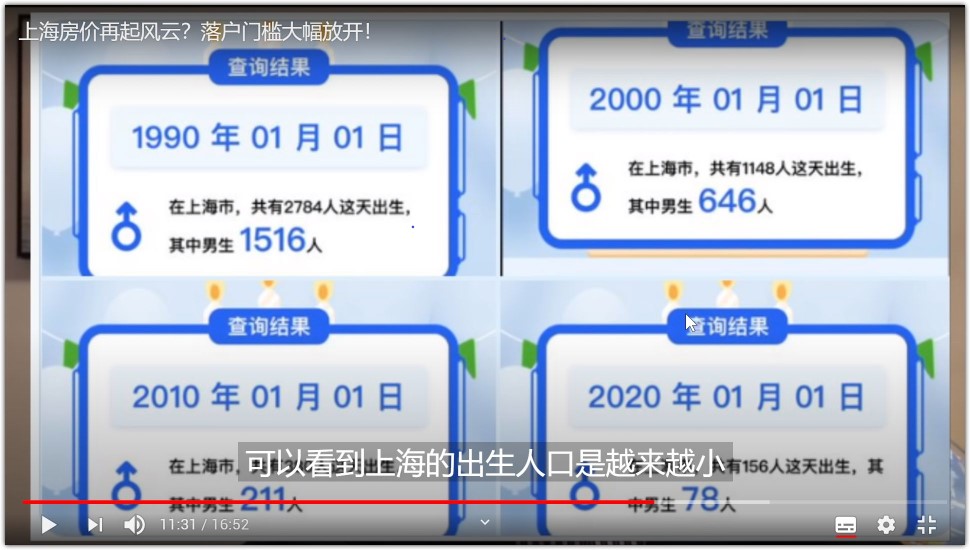 上海房价再起风云？落户门槛大幅放开！
查询结果
1990 年 01 月 01 日
在上海市，共有2784人这天出生，
其中男生 1516人
查询结果
2000 年 01 月 01 日
在上海市，共有1148人这天出生，
其中男生 646人
查询结果
2010 年 01 月 01 日
在上海市，共有
其中男生 211人
查询结果
2020 年 01 月 01 日
共有156人这天出生，其
中男生 78人
可以看到上海的出生人口是越来越小
11:31 / 16:52